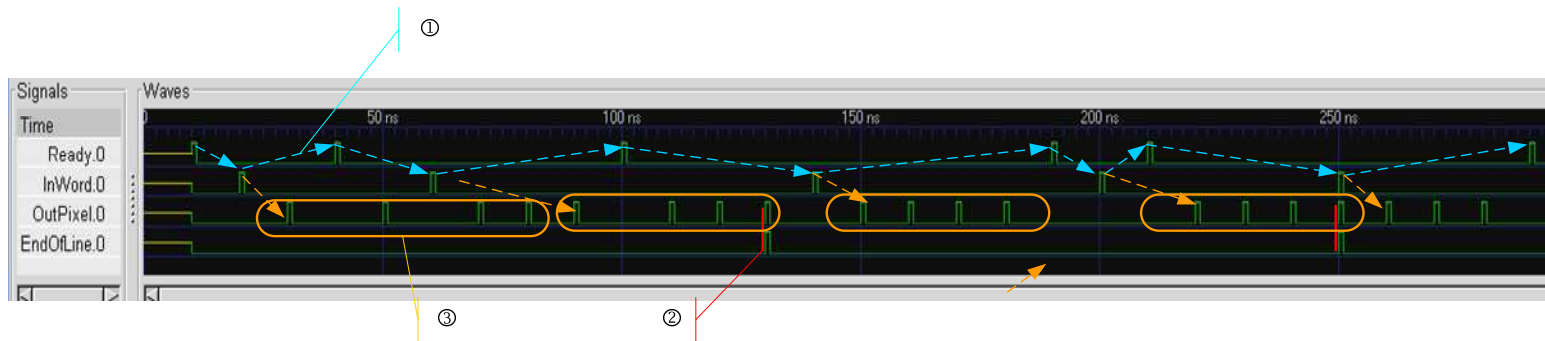 ①
Signals
Waves
Time
0
50 ns
100 ns
150 ns
200 ns
250 ns
Ready.0
InWord.0
OutPixel.0
EndOfLine.0
③
②